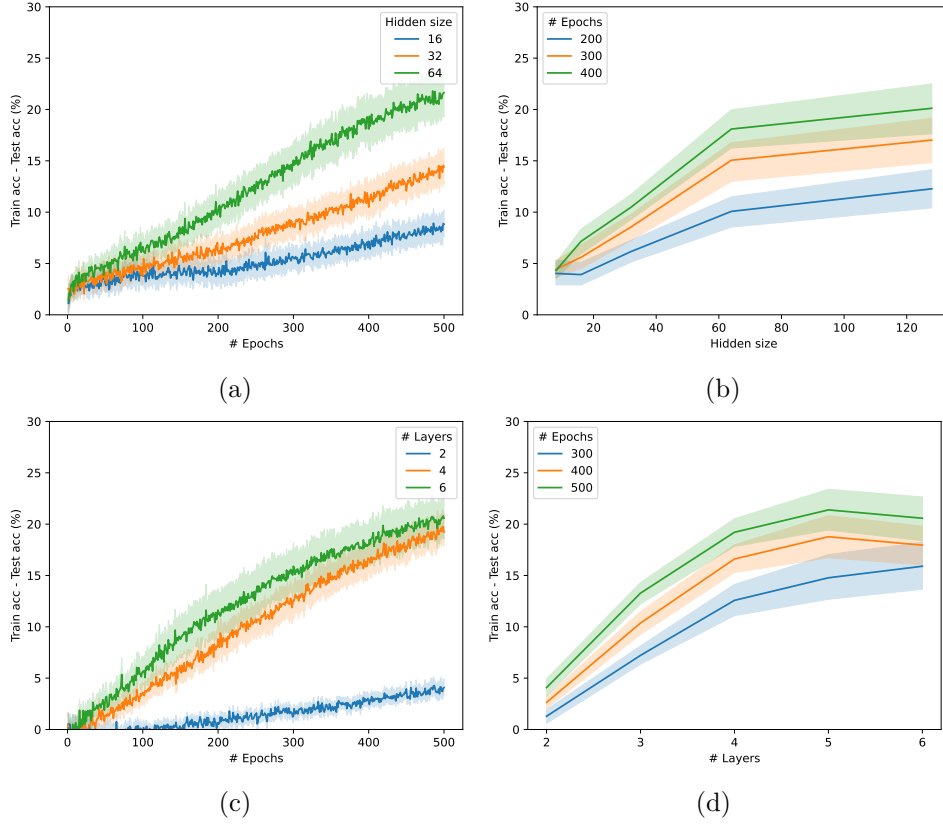 30
25
20
15
10
5
0
Train acc - Test acc (%)
Hidden size
16
32
64
0 100 200 300 400 500
# Epochs
(a)
30
25
20
15
10
5
0
Train acc - Test acc (%)
# Epochs
200
300
400
20 40 60 80 100 120
Hidden size
(b)
30
25
20
15
10
5
0
Train acc - Test acc (%)
# Layers
2
4
6
0 100 200 300 400 500
# Epochs
(c)
30
25
20
15
10
5
0
Train acc - Test acc (%)
# Epochs
300
400
500
2 3 4 5 6
# Layers
(d)